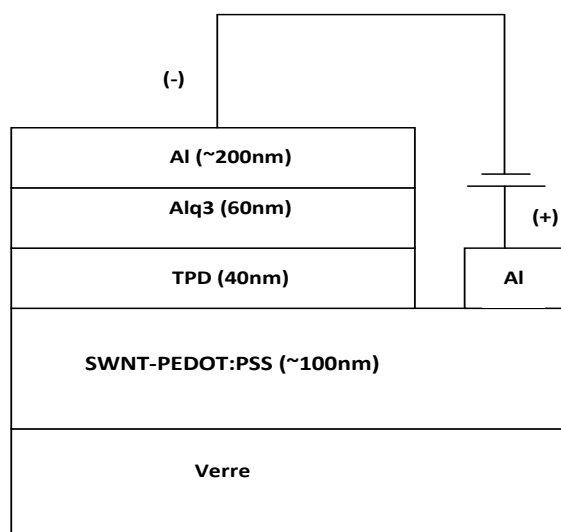 (-)
Al (~200nm)
Alq3 (60nm)
(+)
TPD (40nm)
Al
SWNT-PEDOT:PSS (~100nm)
Verre